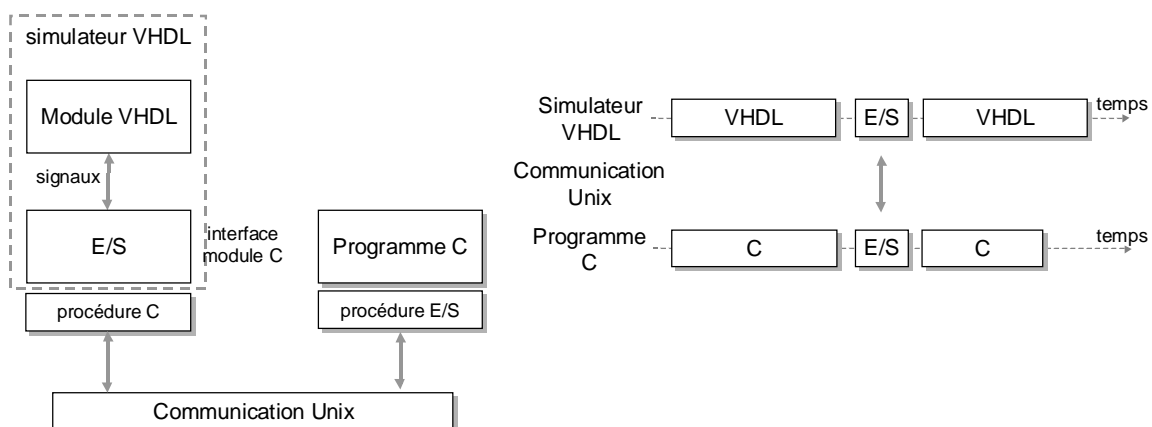 simulateur VHDL
Module VHDL
signaux
E/S
interface
module C
procédure C
Programme C
procédure E/S
Communication Unix
Simulateur
VHDL
VHDL
E/S
VHDL
temps
Communication
Unix
Programme
C
C
E/S
C
temps